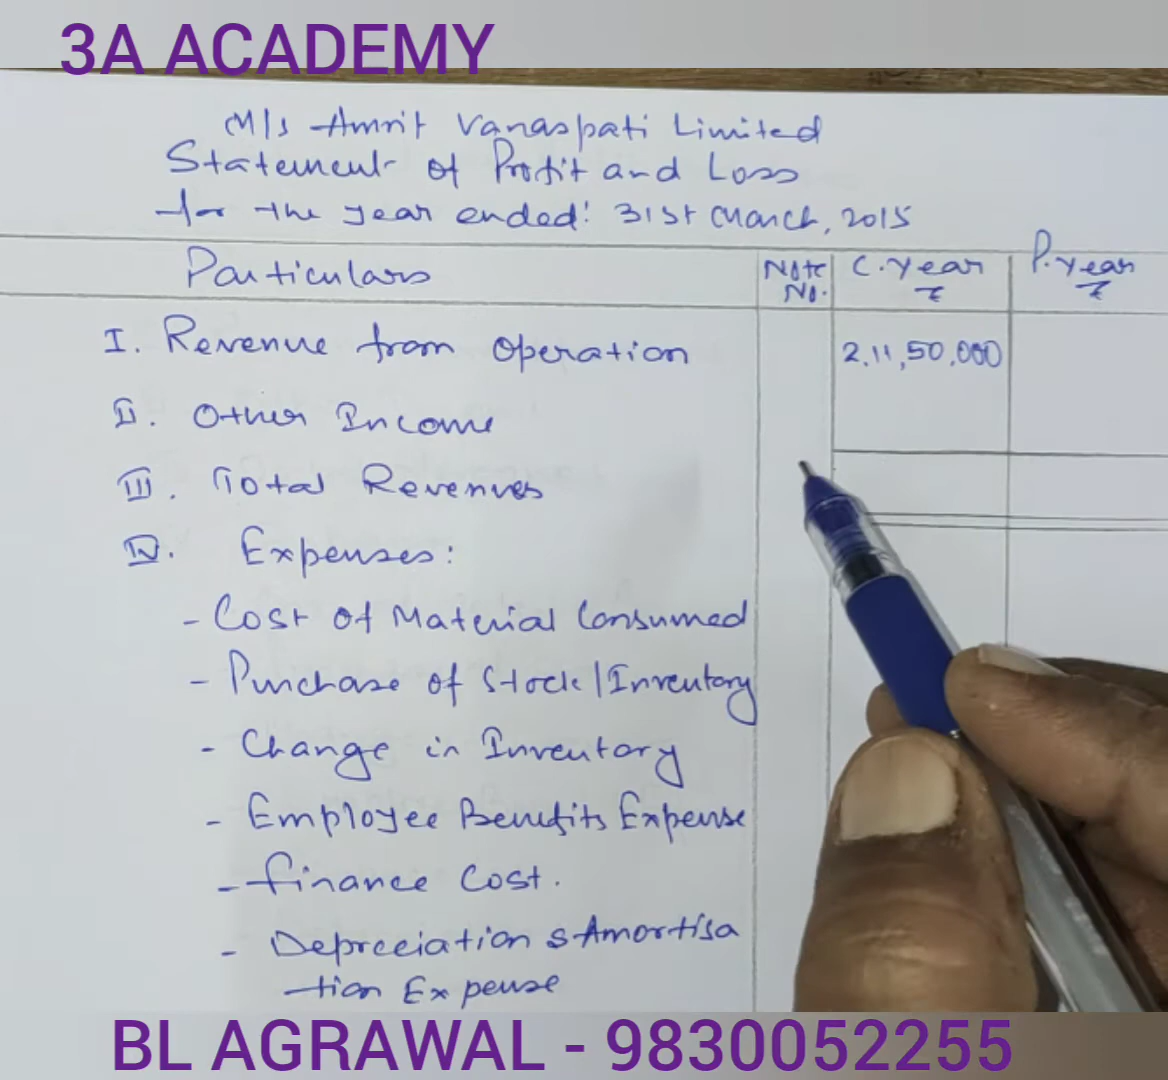 3A ACADEMY
M/s Amrit Vanaspati Limited
Statement of Profit and Loss
for the year ended: 31st March, 2015
Particulars Note No. C. year ₹ P. year ₹
I. Revenue from operation 2,11,50,000
II. Other Income
III. Total Revenues
IV. Expenses:
- Cost of Material Consumed
- Purchase of Stock/Inventory
- Change in Inventory
- Employee Benefits Expense
- Finance Cost.
- Depreciation & Amortisa
tion Expense
BL AGRAWAL - 9830052255